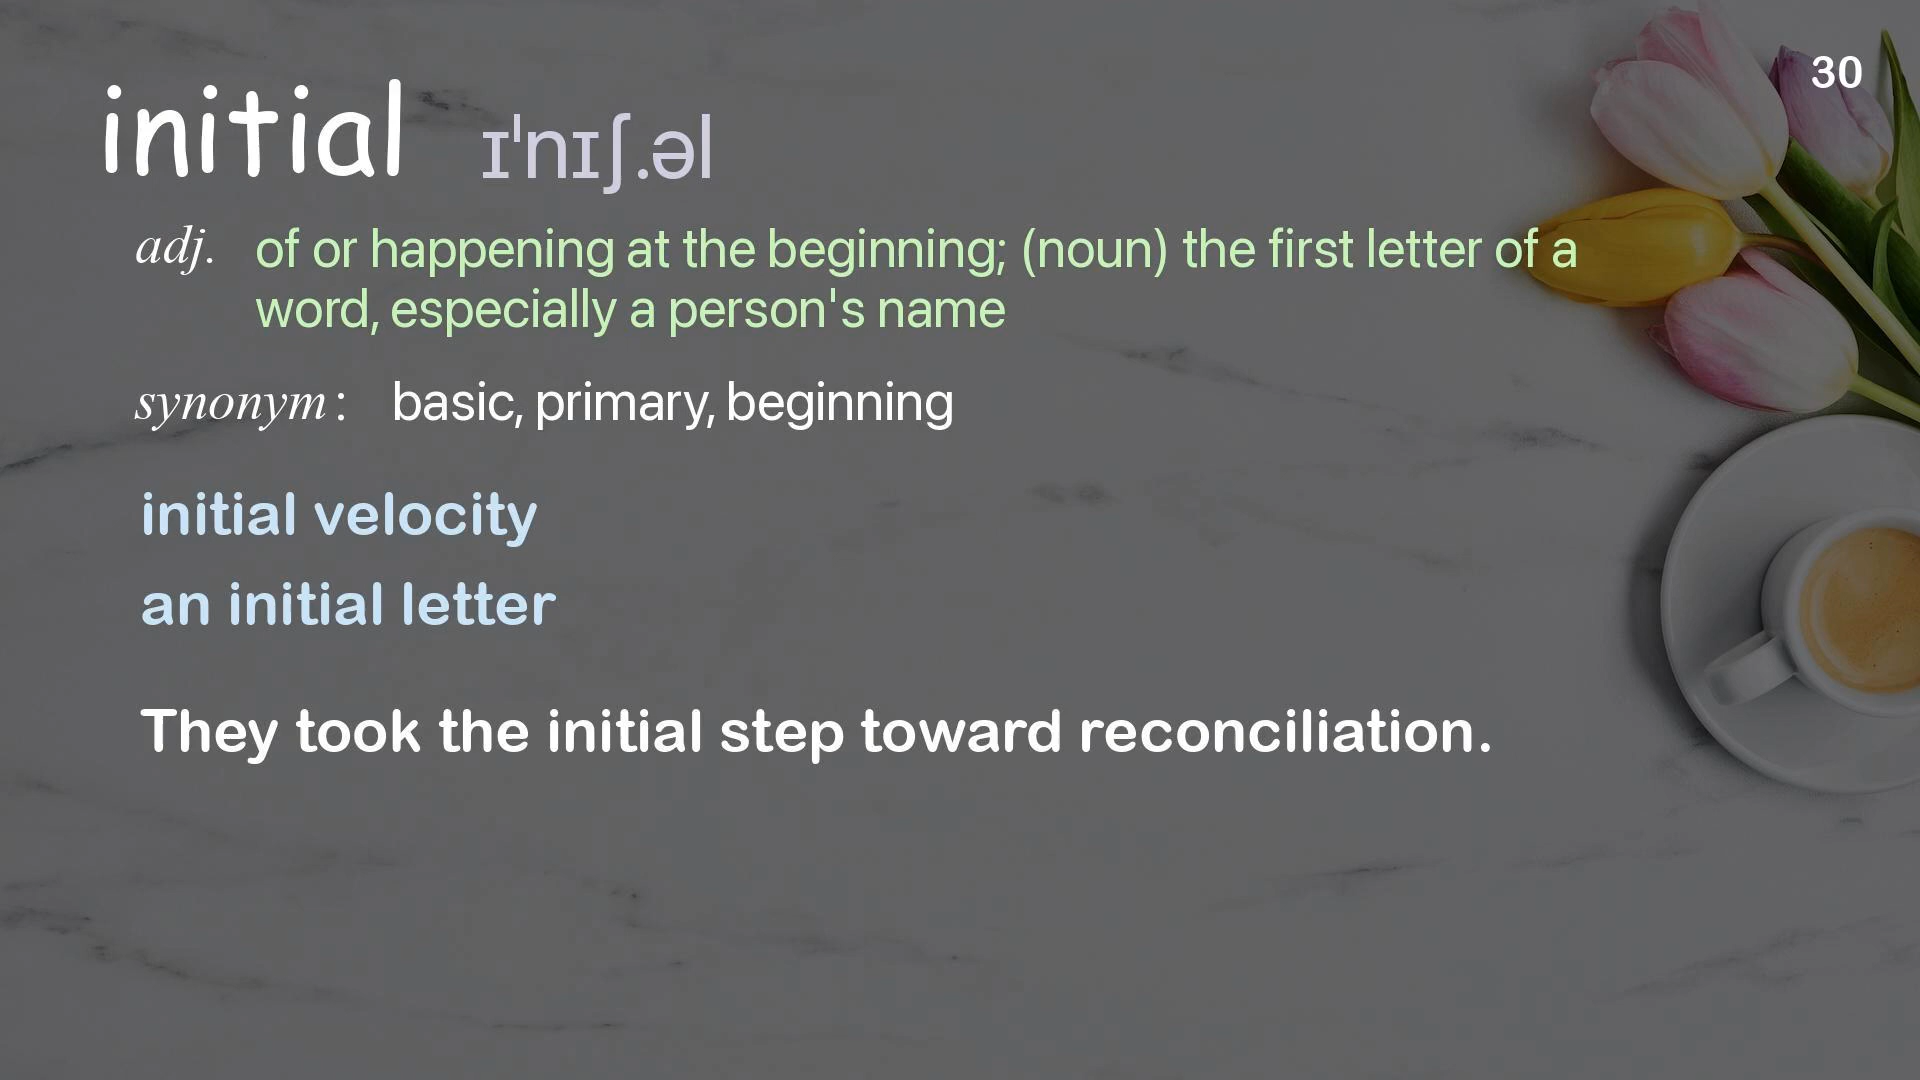 30
initial ɪˈnɪʃ.əl
adj. of or happening at the beginning; (noun) the first letter of a
word, especially a person's name
synonym: basic, primary, beginning
initial velocity
an initial letter
They took the initial step toward reconciliation.